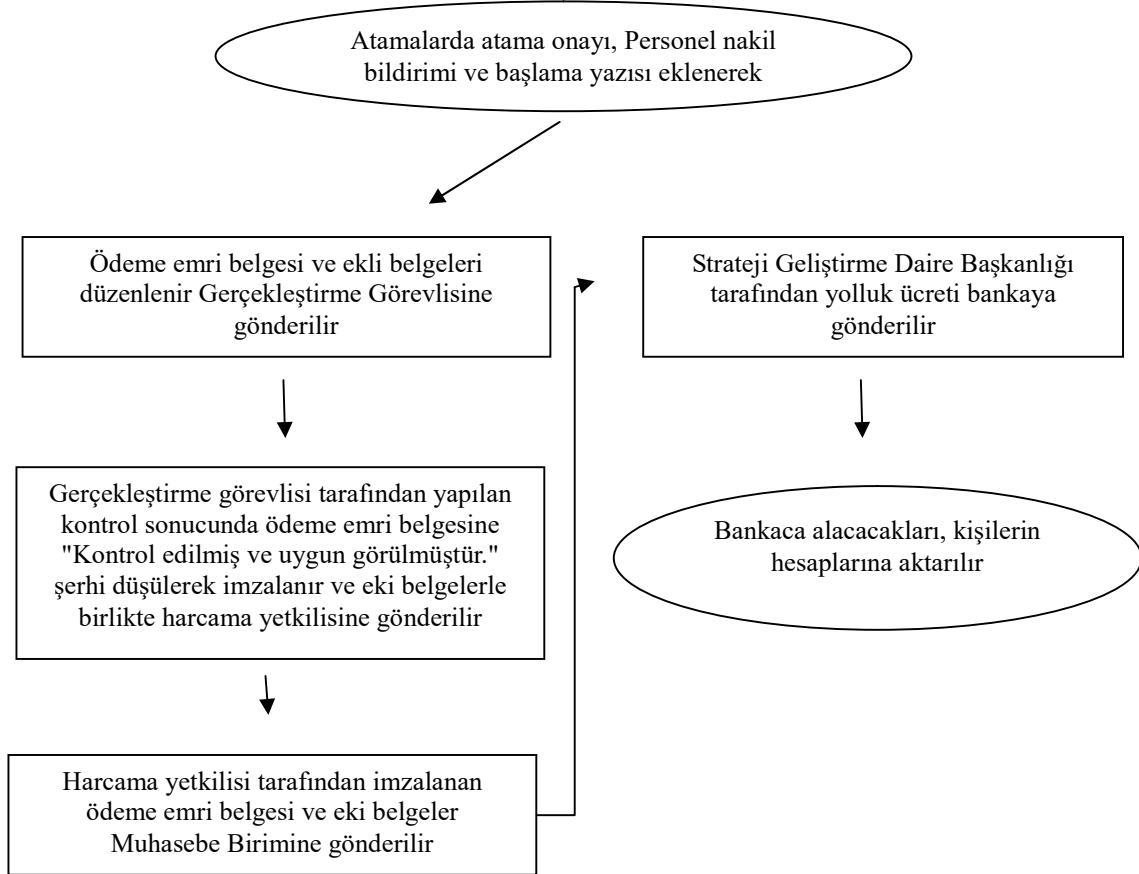 Atamalarda atama onayı, Personel nakil
bildirimi ve başlama yazısı eklenerek
Ödeme emri belgesi ve ekli belgeleri
düzenlenir Gerçekleştirme Görevlisine
gönderilir
Gerçekleştirme görevlisi tarafından yapılan
kontrol sonucunda ödeme emri belgesine
"Kontrol edilmiş ve uygun görülmüştür."
şerhi düşülerek imzalanır ve eki belgelerle
birlikte harcama yetkilisine gönderilir
Harcama yetkilisi tarafından imzalanan
ödeme emri belgesi ve eki belgeler
Muhasebe Birimine gönderilir
Strateji Geliştirme Daire Başkanlığı
tarafından yolluk ücreti bankaya
gönderilir
Bankaca alacacakları, kişilerin
hesaplarına aktarılır